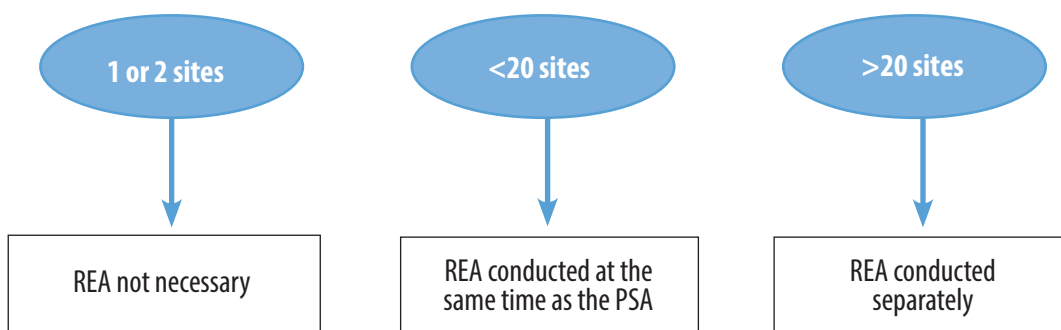 1 or 2 sites
<20 sites
>20 sites
REA not necessary
REA conducted at the
same time as the PSA
REA conducted
separately